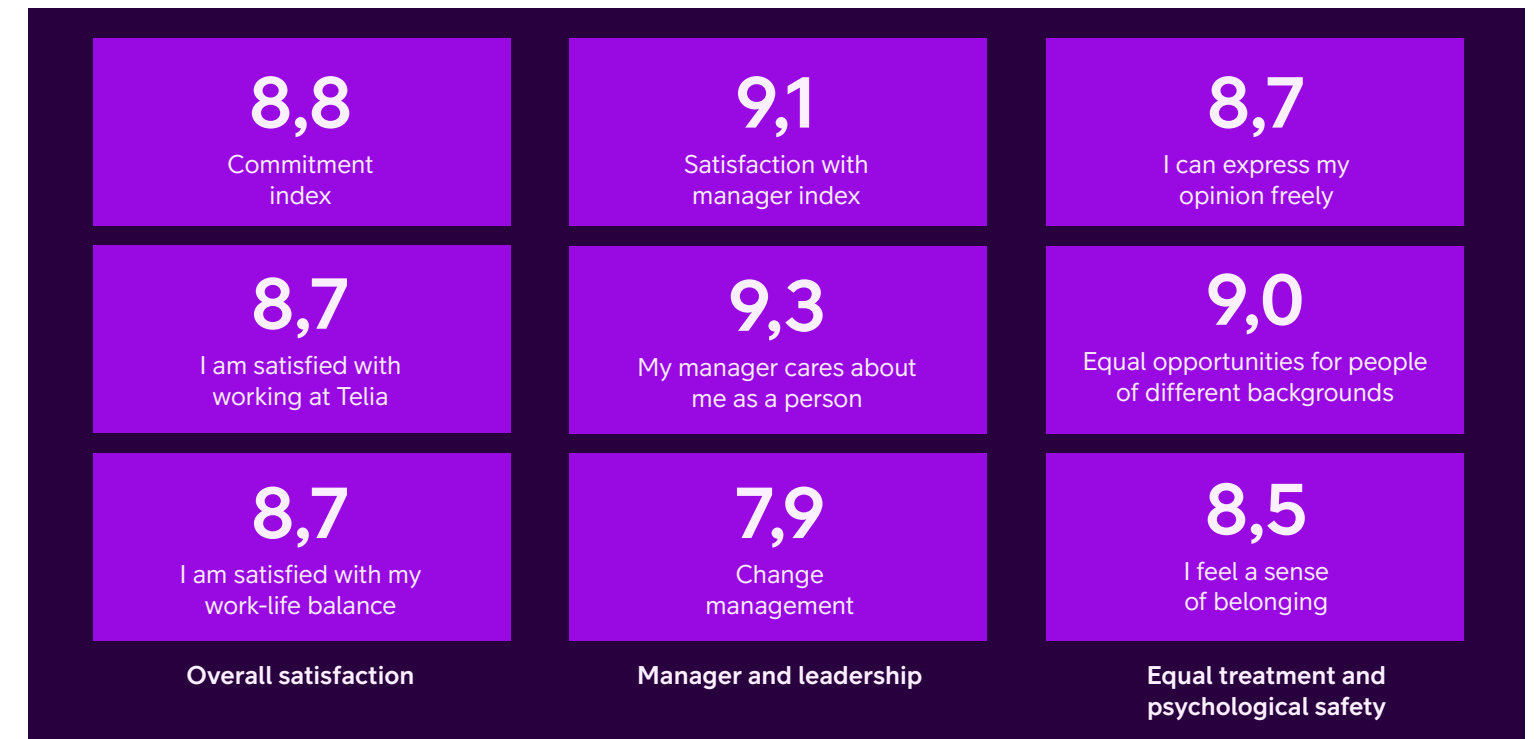 8,8
Commitment
index
9,1
Satisfaction with
manager index
8,7
I can express my
opinion freely
8,7
I am satisfied with
working at Telia
9,3
My manager cares about
me as a person
9,0
Equal opportunities for people
of different backgrounds
8,7
I am satisfied with my
work-life balance
7,9
Change
management
8,5
I feel a sense
of belonging
Overall satisfaction
Manager and leadership
Equal treatment and
psychological safety